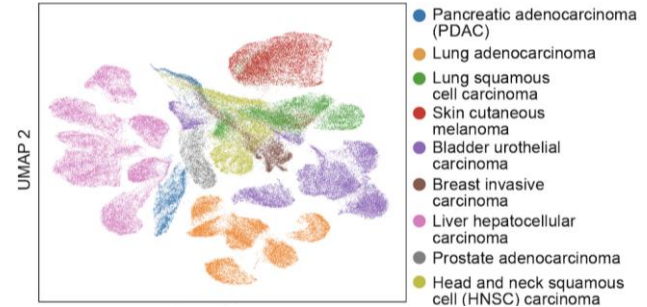 UMAP 2
Pancreatic adenocarcinoma
(PDAC)
Lung adenocarcinoma
Lung squamous
cell carcinoma
Skin cutaneous
melanoma
Bladder urothelial
carcinoma
Breast invasive
carcinoma
Liver hepatocellular
carcinoma
Prostate adenocarcinoma
Head and neck squamous
cell (HNSC) carcinoma